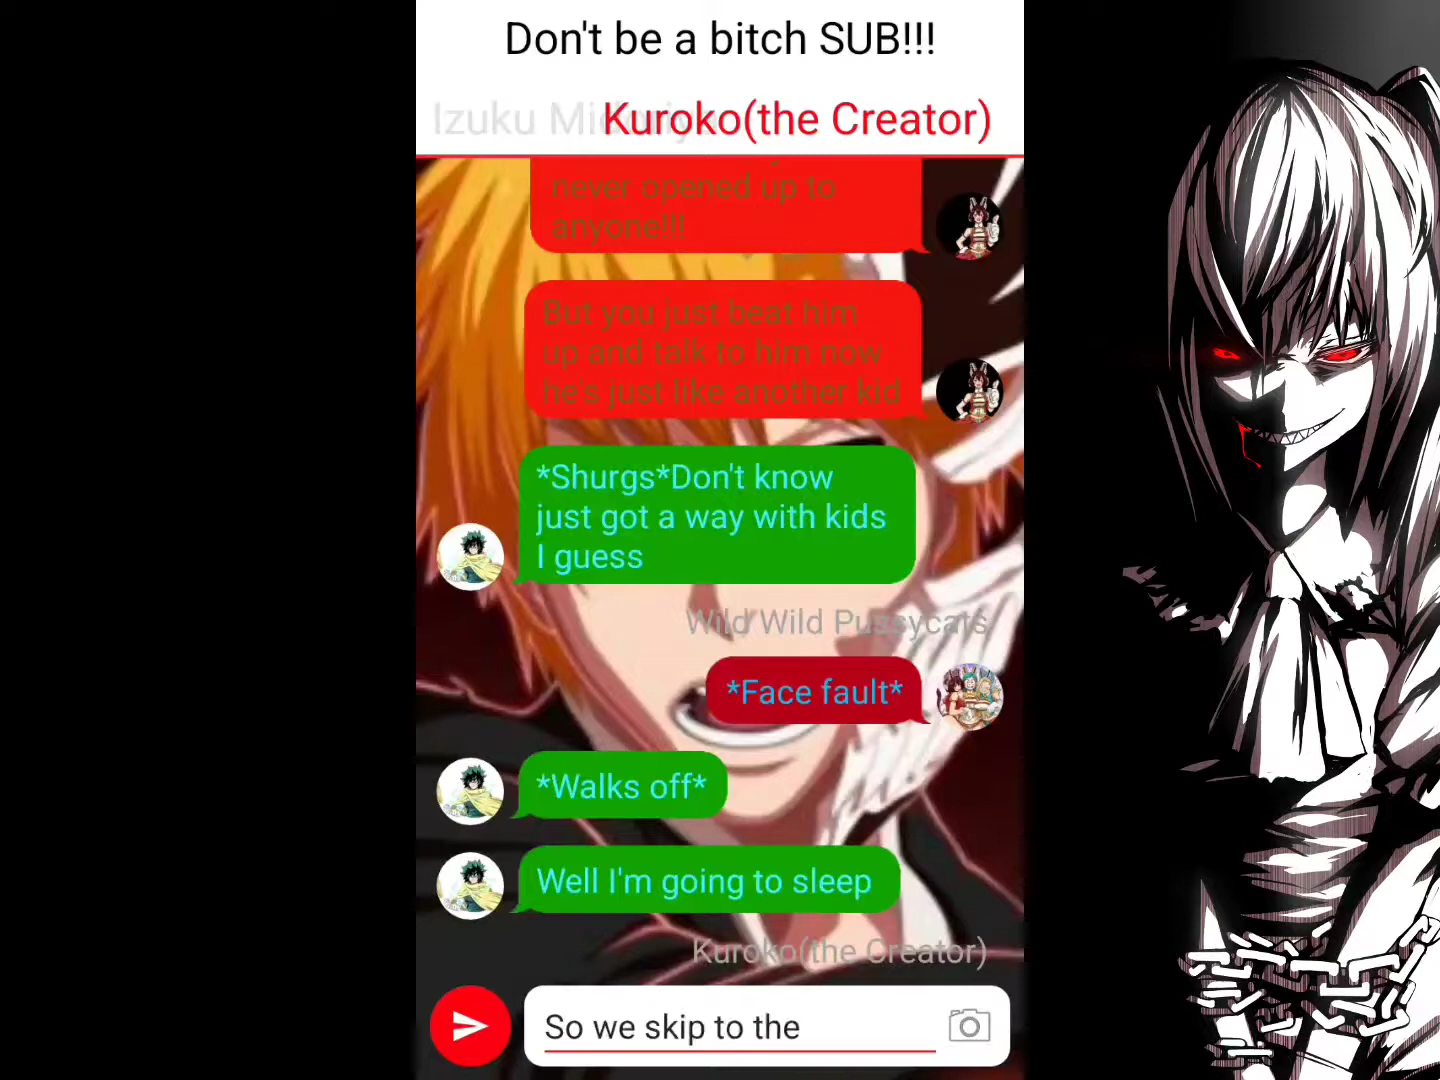 Don't be a bitch SUB!!!
Izuku Midoriya
Kuroko(the Creator)
never opened up to
anyone!!!
But you just beat him
up and talk to him now
he's just like another kid
*Shurgs*Don't know
just got a way with kids
I guess
Wild Wild Pussycats
*Face fault*
*Walks off*
Well I'm going to sleep
Kuroko(the Creator)
So we skip to the